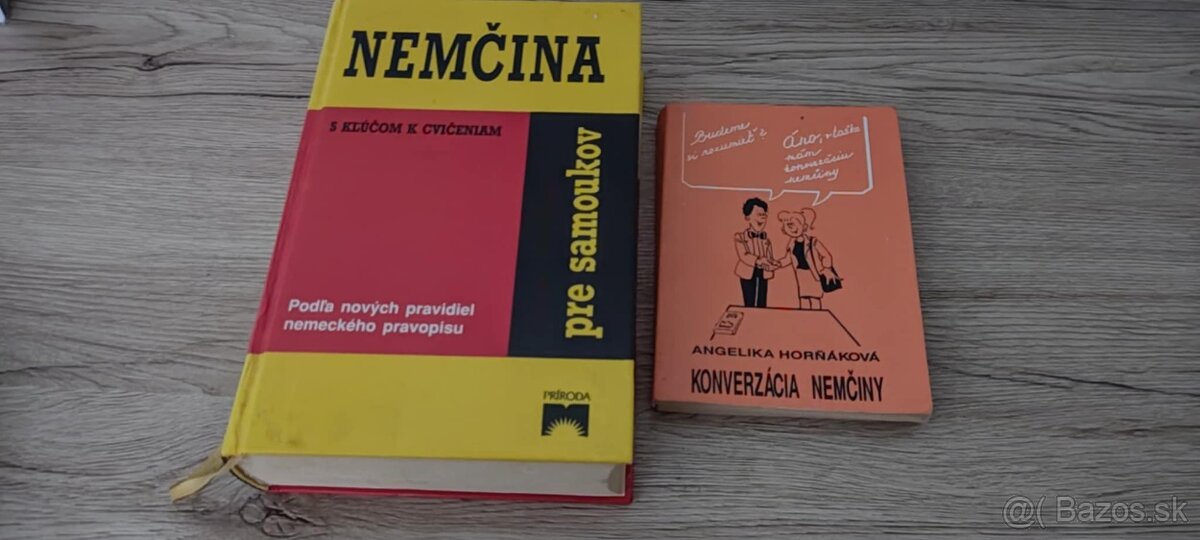 NEMČINA
S KĽÚČOM K CVIČENIAM
pre samoukov
Podľa nových pravidiel
nemeckého pravopisu
PRÍRODA
Budeme
si rozumieť?
Áno, v taške
mám
konverzáciu
nemčiny
ANGELIKA HORŇÁKOVÁ
KONVERZÁCIA NEMČINY
@( Bazos.sk